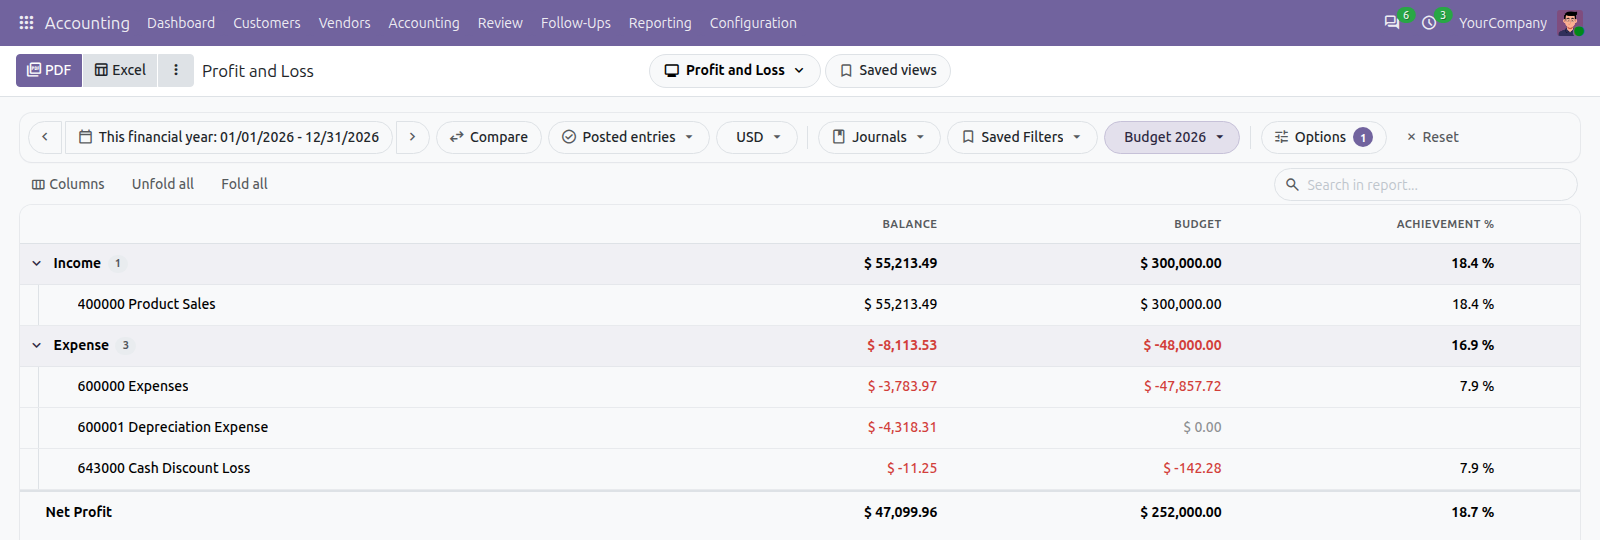 Accounting Dashboard Customers Vendors Accounting Review Follow-Ups Reporting Configuration 6 3 YourCompany
PDF Excel Profit and Loss Profit and Loss Saved views
This financial year: 01/01/2026 - 12/31/2026 Compare Posted entries USD Journals Saved Filters Budget 2026 Options 1 × Reset
Columns Unfold all Fold all Search in report...
BALANCE BUDGET ACHIEVEMENT %
Income 1 $ 55,213.49 $ 300,000.00 18.4 %
400000 Product Sales $ 55,213.49 $ 300,000.00 18.4 %
Expense 3 $ -8,113.53 $ -48,000.00 16.9 %
600000 Expenses $ -3,783.97 $ -47,857.72 7.9 %
600001 Depreciation Expense $ -4,318.31 $ 0.00
643000 Cash Discount Loss $ -11.25 $ -142.28 7.9 %
Net Profit $ 47,099.96 $ 252,000.00 18.7 %